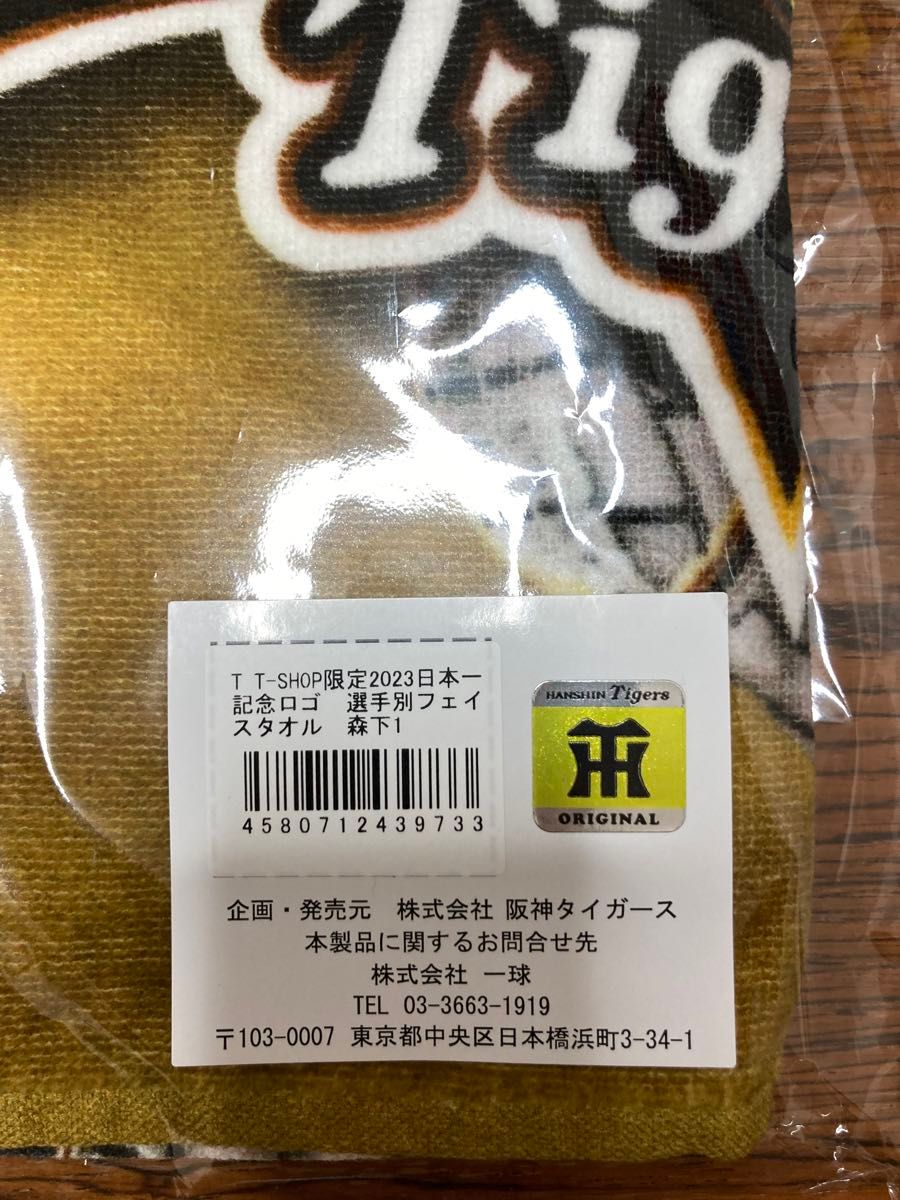 Tig
T T-SHOP限定2023日本一
記念ロゴ　選手別フェイ
スタオル　森下1
4580712439733
HANSHIN Tigers
ORIGINAL
企画・発売元　株式会社 阪神タイガース
本製品に関するお問合せ先
株式会社 一球
TEL 03-3663-1919
〒103-0007 東京都中央区日本橋浜町3-34-1